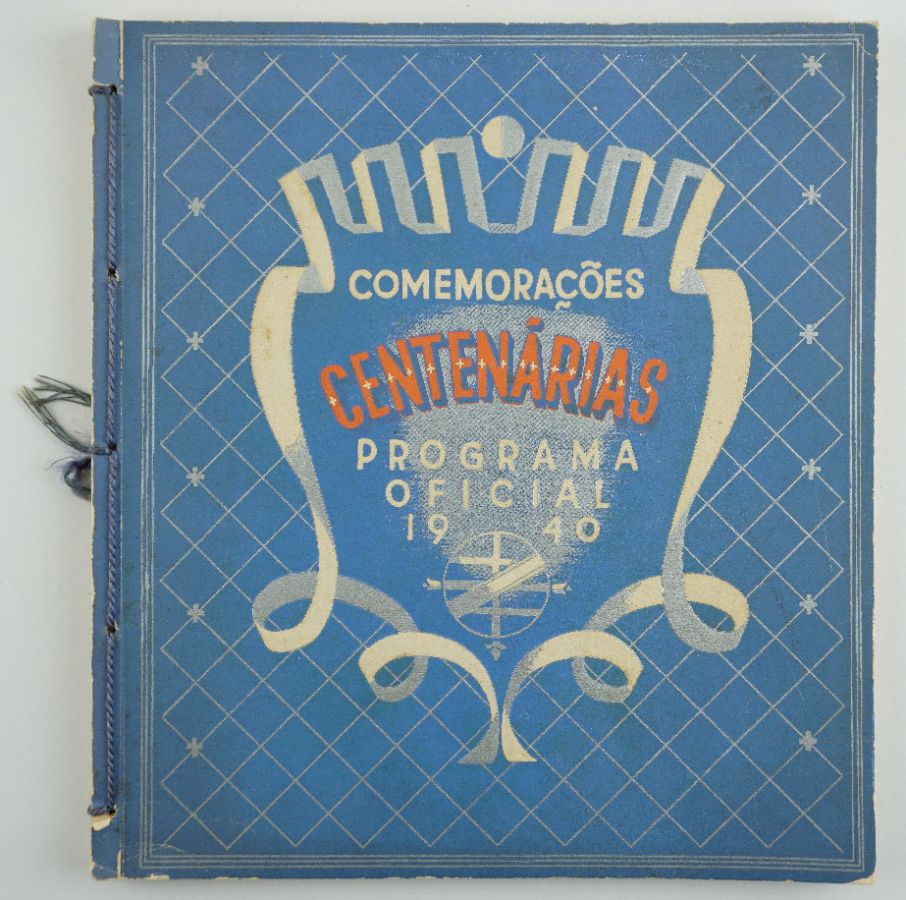 COMEMORAÇÕES
CENTENÁRIAS
PROGRAMA
OFICIAL
19 40